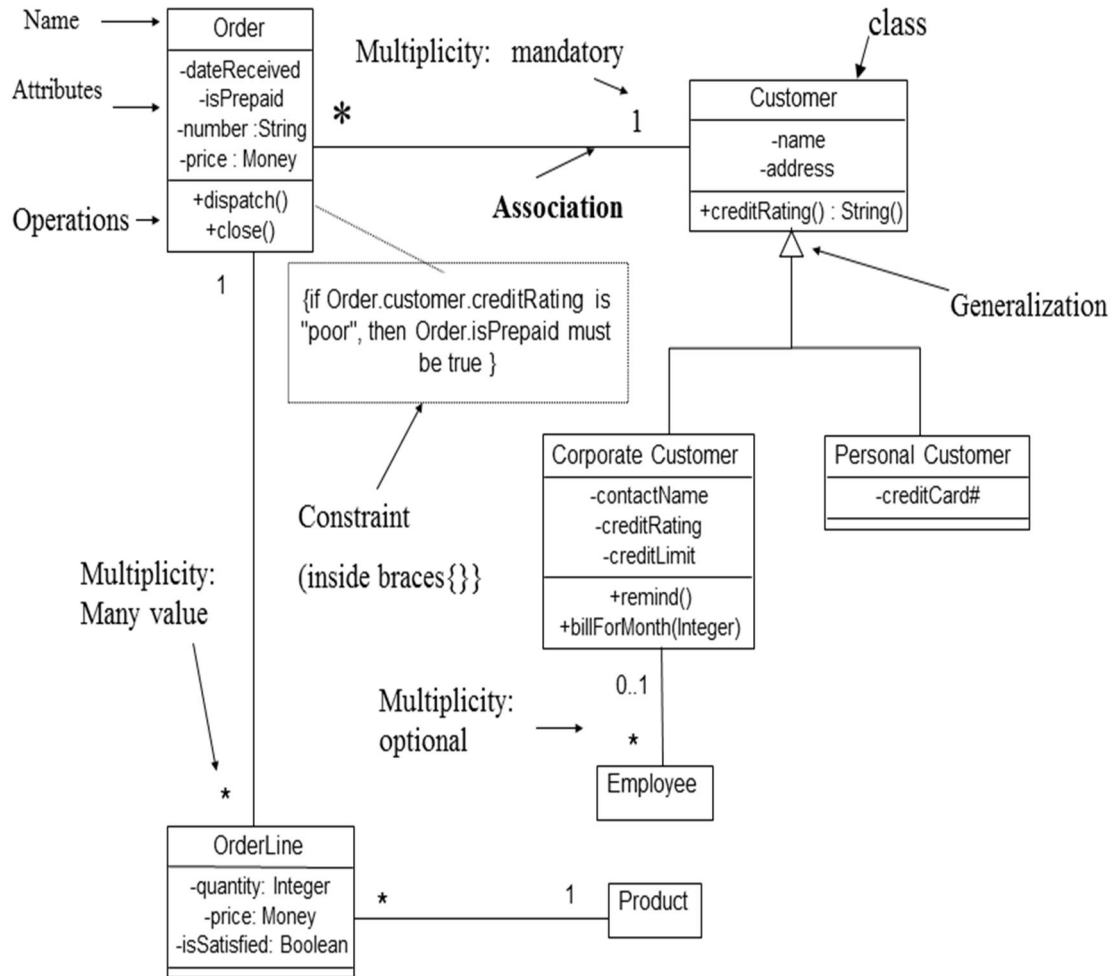 Name
Order
class
Multiplicity: mandatory
Attributes
-dateReceived
-isPrepaid
-number :String
-price : Money
*
1
Customer
-name
-address
Operations
+dispatch()
+close()
Association
+creditRating() : String()
1
{if Order.customer.creditRating is
"poor", then Order.isPrepaid must
be true }
Generalization
Corporate Customer
-contactName
-creditRating
-creditLimit
+remind()
+billForMonth(Integer)
Personal Customer
-creditCard#
Constraint
(inside braces{}}
Multiplicity:
Many value
*
Multiplicity:
optional
0..1
*
Employee
OrderLine
-quantity: Integer
-price: Money
-isSatisfied: Boolean
*
1
Product